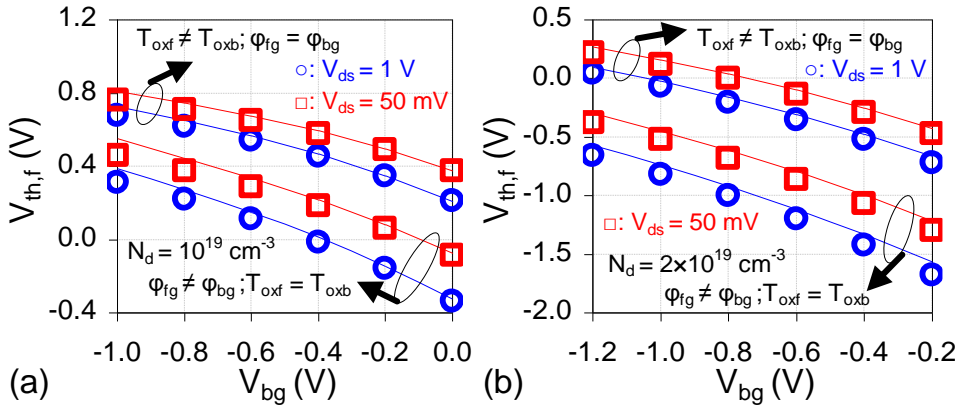 1.2
0.8
0.4
0.0
-0.4
V_th,f (V)
T_oxf ≠ T_oxb; φ_fg = φ_bg
○: V_ds = 1 V
□: V_ds = 50 mV
N_d = 10^19 cm^-3
φ_fg ≠ φ_bg ;T_oxf = T_oxb
-1.0 -0.8 -0.6 -0.4 -0.2 0.0
(a) V_bg (V)
0.5
0.0
-0.5
-1.0
-1.5
-2.0
V_th,f (V)
T_oxf ≠ T_oxb; φ_fg = φ_bg
○: V_ds = 1 V
□: V_ds = 50 mV
N_d = 2×10^19 cm^-3
φ_fg ≠ φ_bg ;T_oxf = T_oxb
-1.2 -1.0 -0.8 -0.6 -0.4 -0.2
(b) V_bg (V)